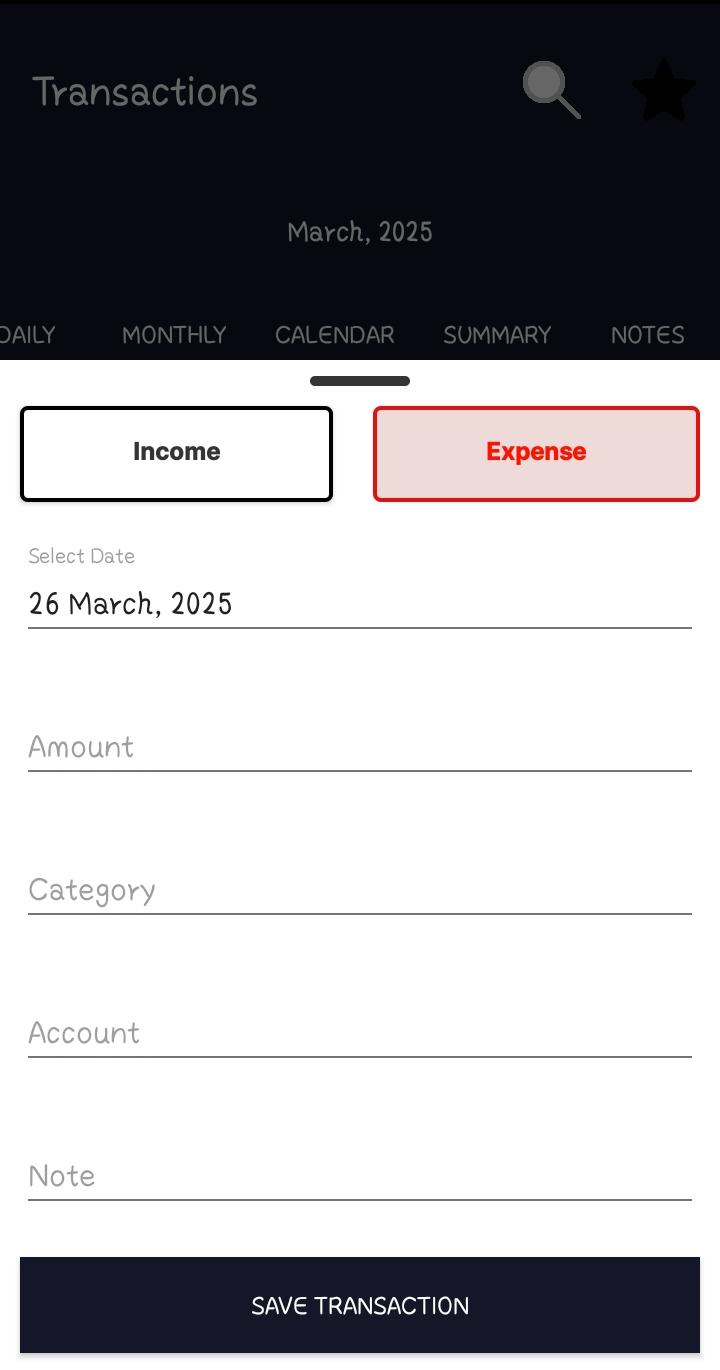 Transactions
March, 2025
DAILY MONTHLY CALENDAR SUMMARY NOTES
Income Expense
Select Date
26 March, 2025
Amount
Category
Account
Note
SAVE TRANSACTION